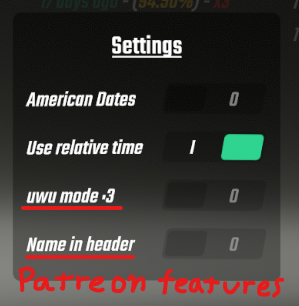 17 days ago - (94.90%) - X3
Settings
American Dates 0
Use relative time I
uwu mode :3 0
Name in header 0
Patreon features